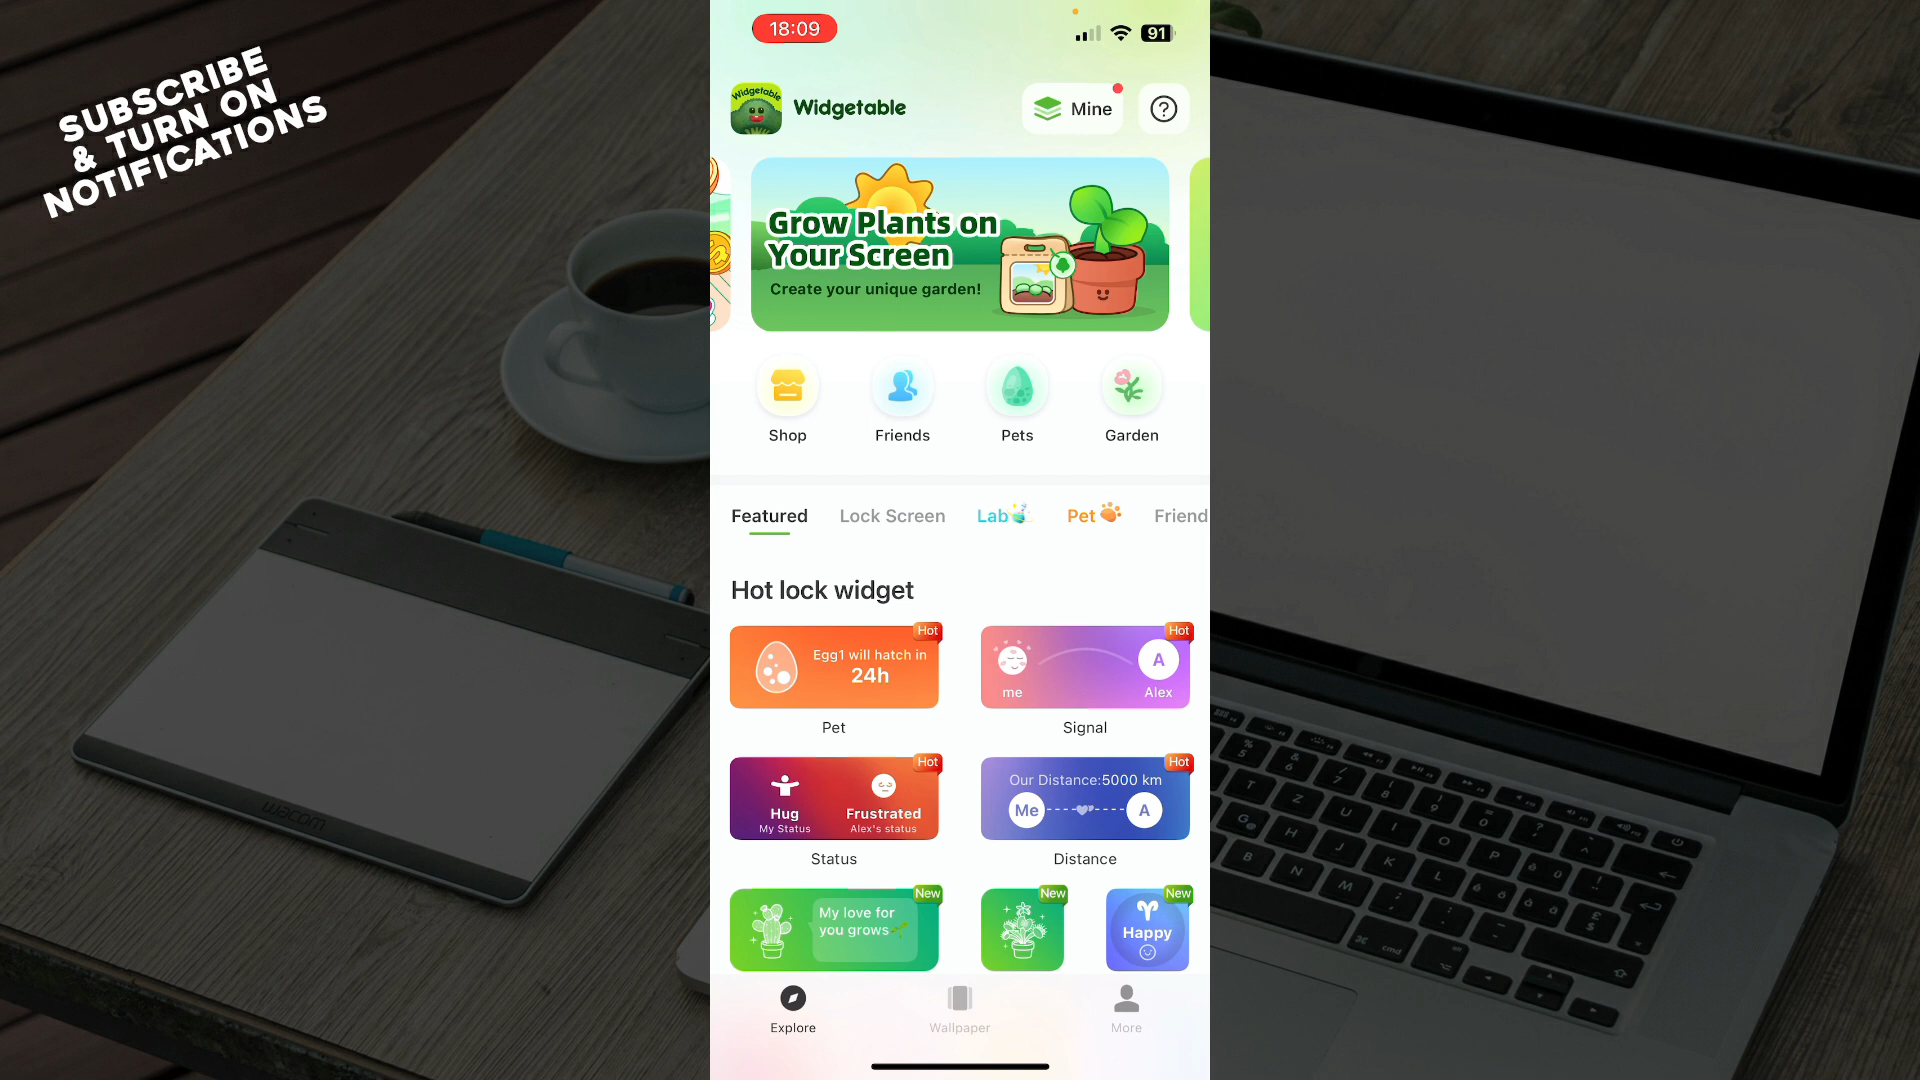 SUBSCRIBE
& TURN ON
NOTIFICATIONS
18:09
91
Widgetable
Widgetable
Mine
?
Grow Plants on
Your Screen
Create your unique garden!
Shop
Friends
Pets
Garden
Featured
Lock Screen
Lab
Pet
Friend
Hot lock widget
Hot
Egg1 will hatch in
24h
Pet
Hot
me
A
Alex
Signal
Hot
Hug
My Status
Frustrated
Alex's status
Status
Hot
Our Distance:5000 km
Me
A
Distance
New
My love for
you grows
New
New
Happy
Explore
Wallpaper
More
wacom